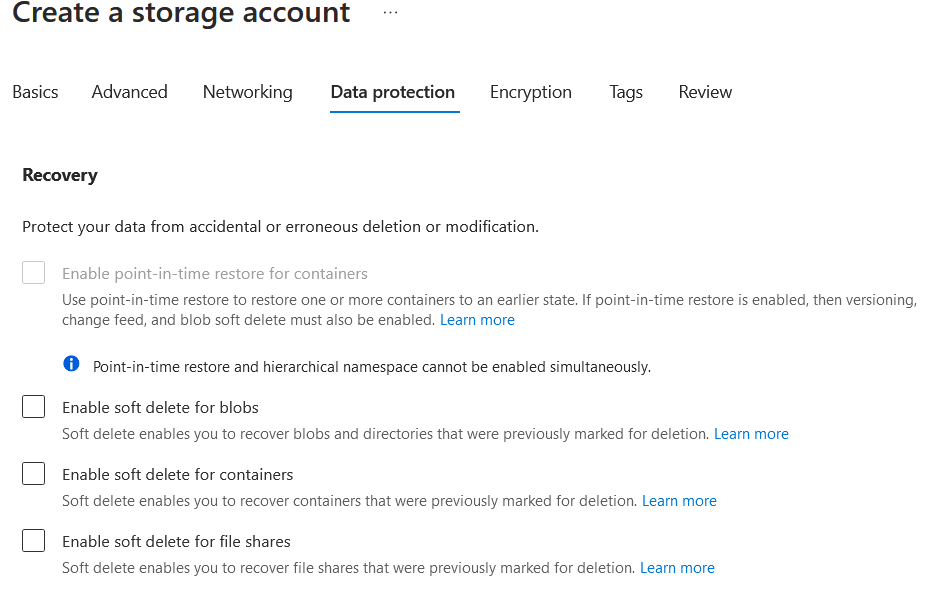 Create a storage account ...
Basics Advanced Networking Data protection Encryption Tags Review
Recovery
Protect your data from accidental or erroneous deletion or modification.
Enable point-in-time restore for containers
Use point-in-time restore to restore one or more containers to an earlier state. If point-in-time restore is enabled, then versioning,
change feed, and blob soft delete must also be enabled. Learn more
Point-in-time restore and hierarchical namespace cannot be enabled simultaneously.
Enable soft delete for blobs
Soft delete enables you to recover blobs and directories that were previously marked for deletion. Learn more
Enable soft delete for containers
Soft delete enables you to recover containers that were previously marked for deletion. Learn more
Enable soft delete for file shares
Soft delete enables you to recover file shares that were previously marked for deletion. Learn more